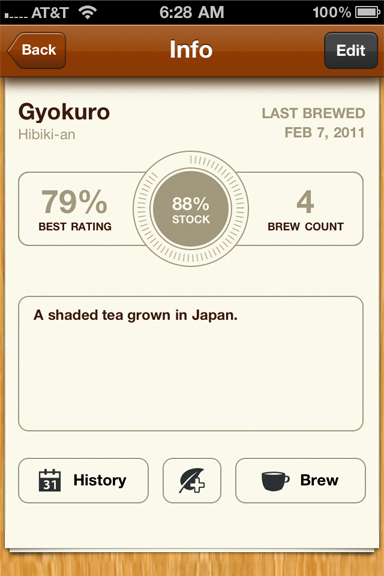 AT&T 6:28 AM 100%
Back Info Edit
Gyokuro
Hibiki-an
LAST BREWED
FEB 7, 2011
79%
BEST RATING
88%
STOCK
4
BREW COUNT
A shaded tea grown in Japan.
31 History
Brew